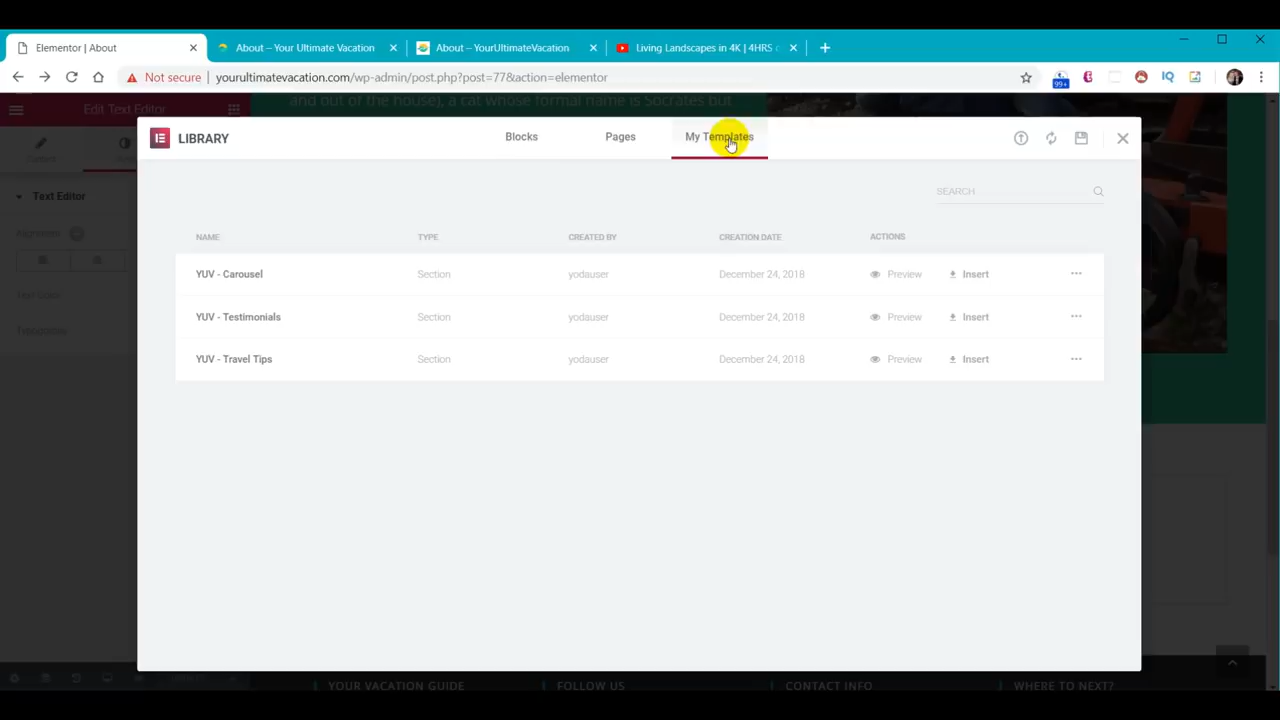 Elementor | About
About – Your Ultimate Vacation
About – YourUltimateVacation
Living Landscapes in 4K | 4HRS
Not secure
yourultimatevacation.com/wp-admin/post.php?post=77&action=elementor
99+
IQ
Edit Text Editor
and but of the house), a cat whose formal name is Socrates but
LIBRARY
Blocks
Pages
My Templates
Text Editor
SEARCH
NAME TYPE CREATED BY CREATION DATE ACTIONS
YUV - Carousel Section yodauser December 24, 2018 Preview Insert
YUV - Testimonials Section yodauser December 24, 2018 Preview Insert
YUV - Travel Tips Section yodauser December 24, 2018 Preview Insert
YOUR VACATION GUIDE FOLLOW US CONTACT INFO WHERE TO NEXT?